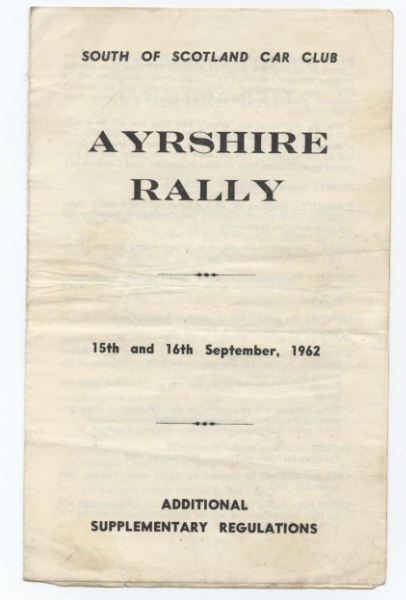 SOUTH OF SCOTLAND CAR CLUB
AYRSHIRE
RALLY
15th and 16th September, 1962
ADDITIONAL
SUPPLEMENTARY REGULATIONS